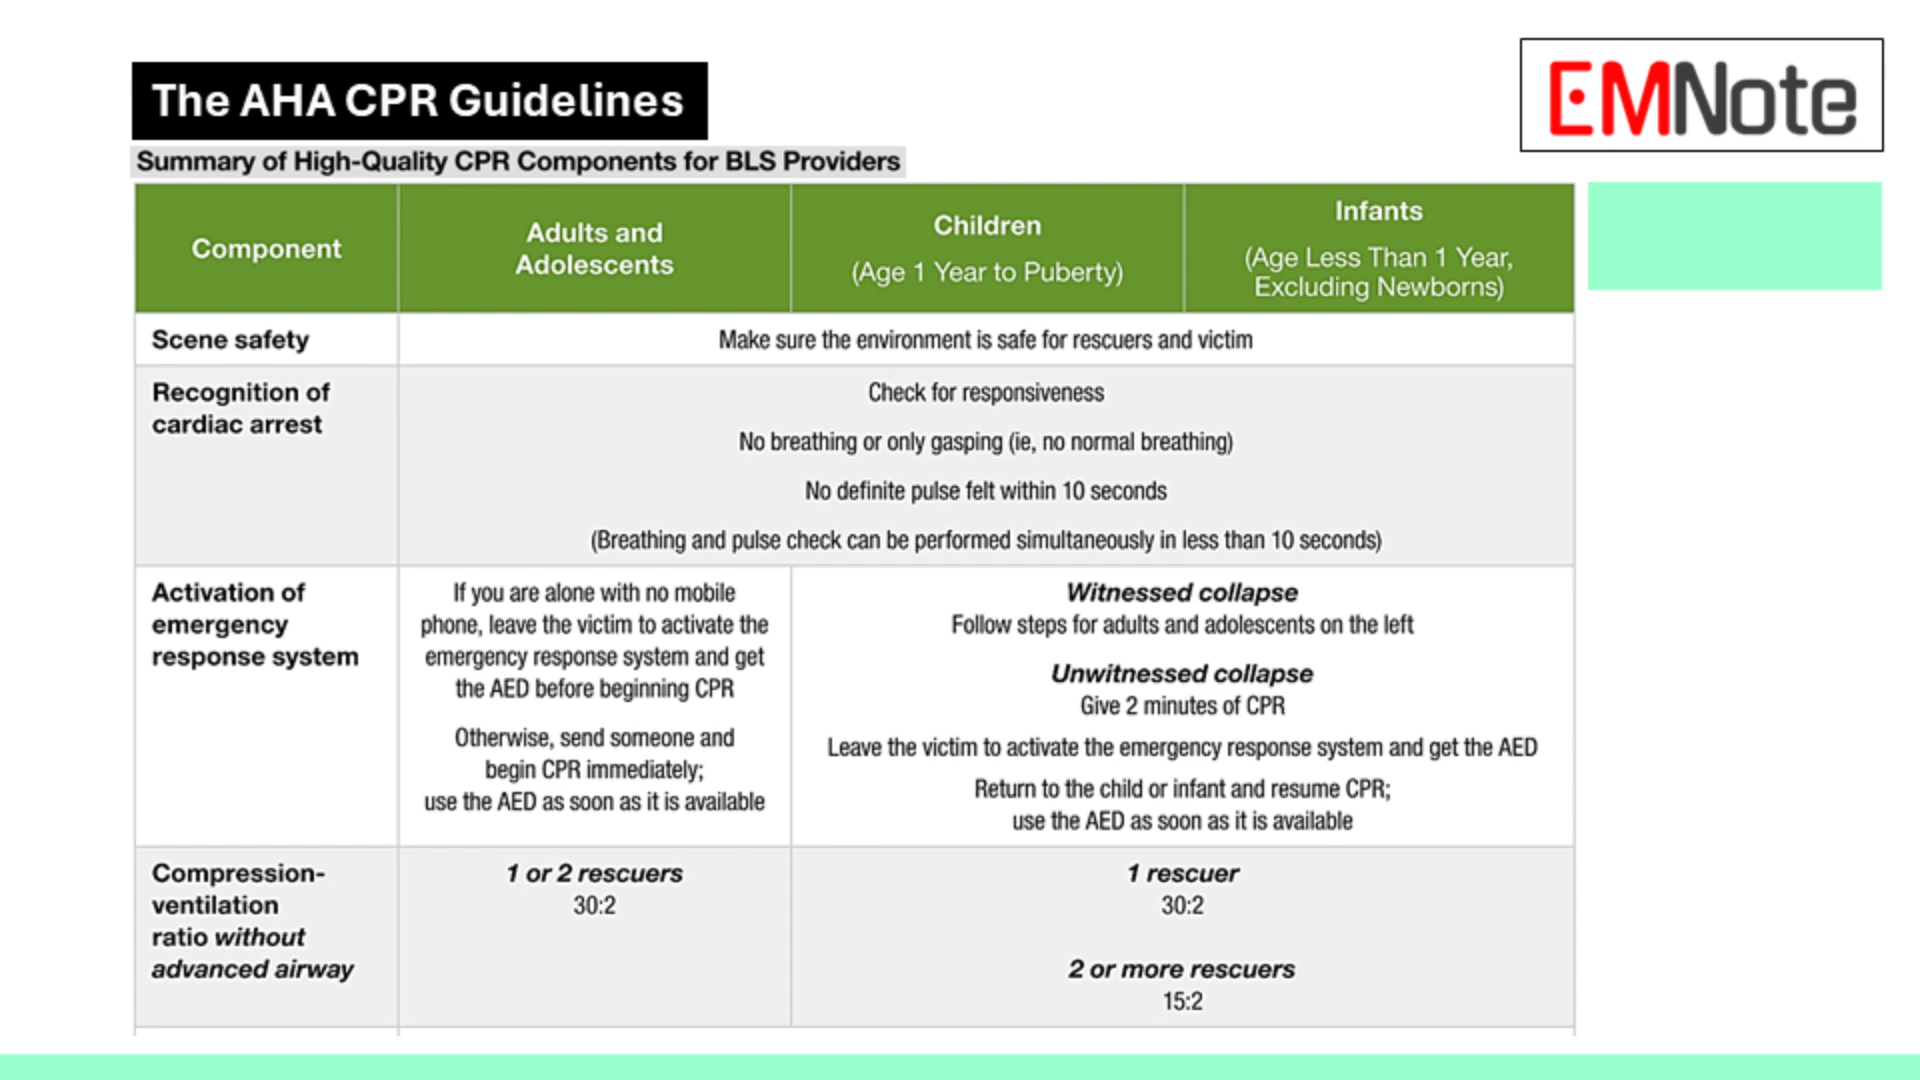 The AHA CPR Guidelines
EMNote
Summary of High-Quality CPR Components for BLS Providers
Component
Adults and
Adolescents
Children
(Age 1 Year to Puberty)
Infants
(Age Less Than 1 Year,
Excluding Newborns)
Scene safety
Make sure the environment is safe for rescuers and victim
Recognition of
cardiac arrest
Check for responsiveness
No breathing or only gasping (ie, no normal breathing)
No definite pulse felt within 10 seconds
(Breathing and pulse check can be performed simultaneously in less than 10 seconds)
Activation of
emergency
response system
If you are alone with no mobile
phone, leave the victim to activate the
emergency response system and get
the AED before beginning CPR
Otherwise, send someone and
begin CPR immediately;
use the AED as soon as it is available
Witnessed collapse
Follow steps for adults and adolescents on the left
Unwitnessed collapse
Give 2 minutes of CPR
Leave the victim to activate the emergency response system and get the AED
Return to the child or infant and resume CPR;
use the AED as soon as it is available
Compression-
ventilation
ratio without
advanced airway
1 or 2 rescuers
30:2
1 rescuer
30:2
2 or more rescuers
15:2